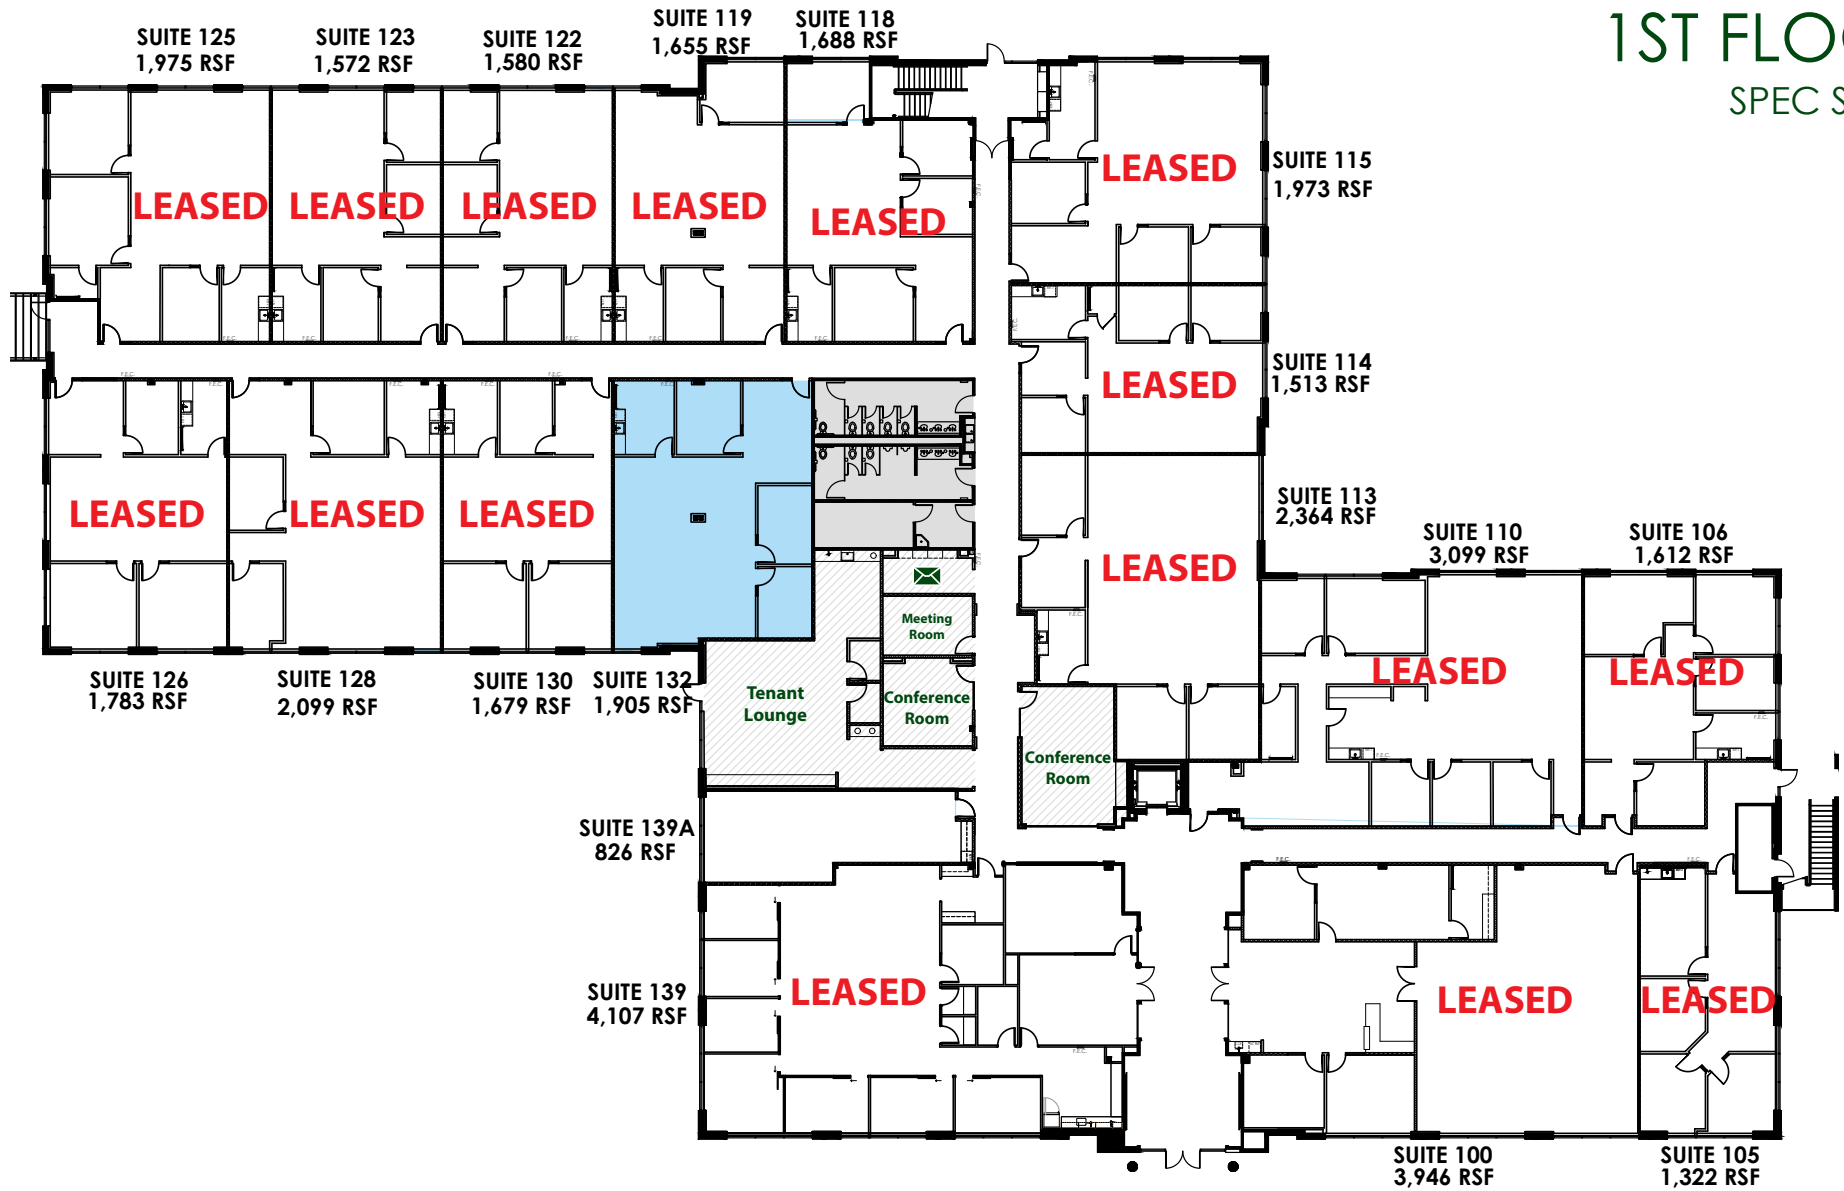 1ST FLO
SPEC S
SUITE 125
1,975 RSF
SUITE 123
1,572 RSF
SUITE 122
1,580 RSF
SUITE 119
1,655 RSF
SUITE 118
1,688 RSF
LEASED
LEASED
LEASED
LEASED
LEASED
LEASED
SUITE 115
1,973 RSF
LEASED
SUITE 114
1,513 RSF
LEASED
LEASED
LEASED
LEASED
SUITE 113
2,364 RSF
SUITE 110
3,099 RSF
SUITE 106
1,612 RSF
Meeting
Room
LEASED
LEASED
SUITE 126
1,783 RSF
SUITE 128
2,099 RSF
SUITE 130
1,679 RSF
SUITE 132
1,905 RSF
Tenant
Lounge
Conference
Room
Conference
Room
SUITE 139A
826 RSF
SUITE 139
4,107 RSF
LEASED
LEASED
LEASED
SUITE 100
3,946 RSF
SUITE 105
1,322 RSF
F.E.C.
F.E.C.
F.E.C.